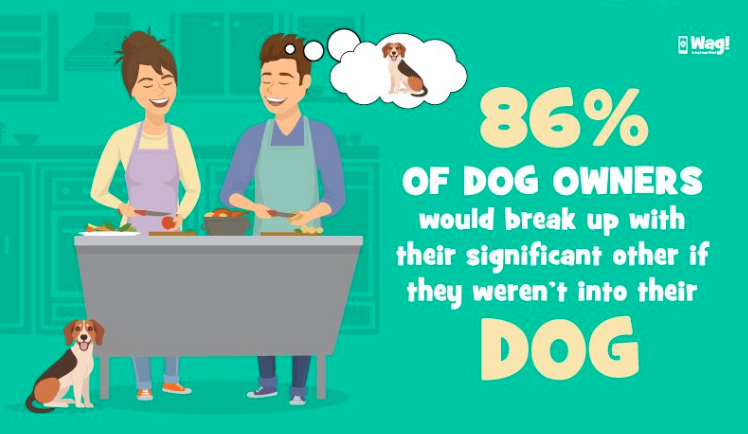 Wag!
86%
OF DOG OWNERS
would break up with
their significant other if
they weren't into their
DOG